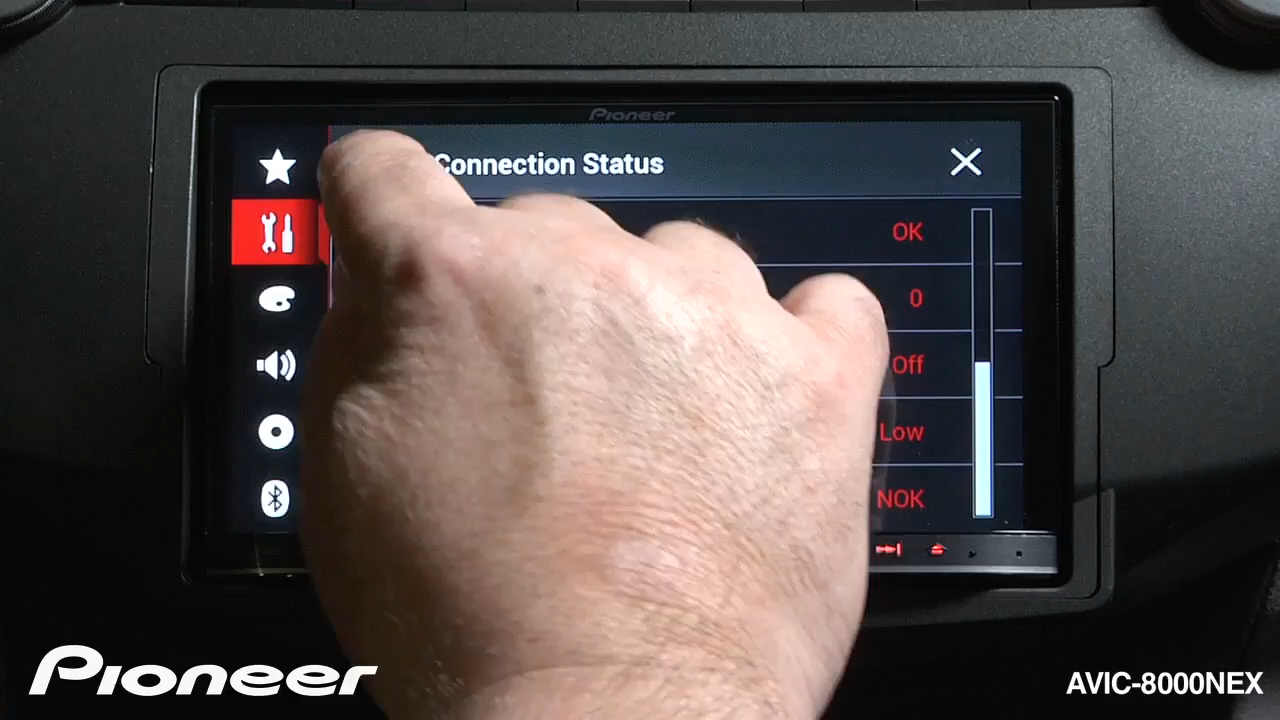 Pioneer
Connection Status
OK
0
Off
Low
NOK
Pioneer
AVIC-8000NEX